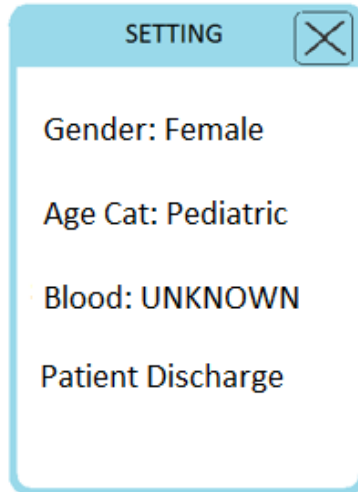 SETTING
Gender: Female
Age Cat: Pediatric
Blood: UNKNOWN
Patient Discharge